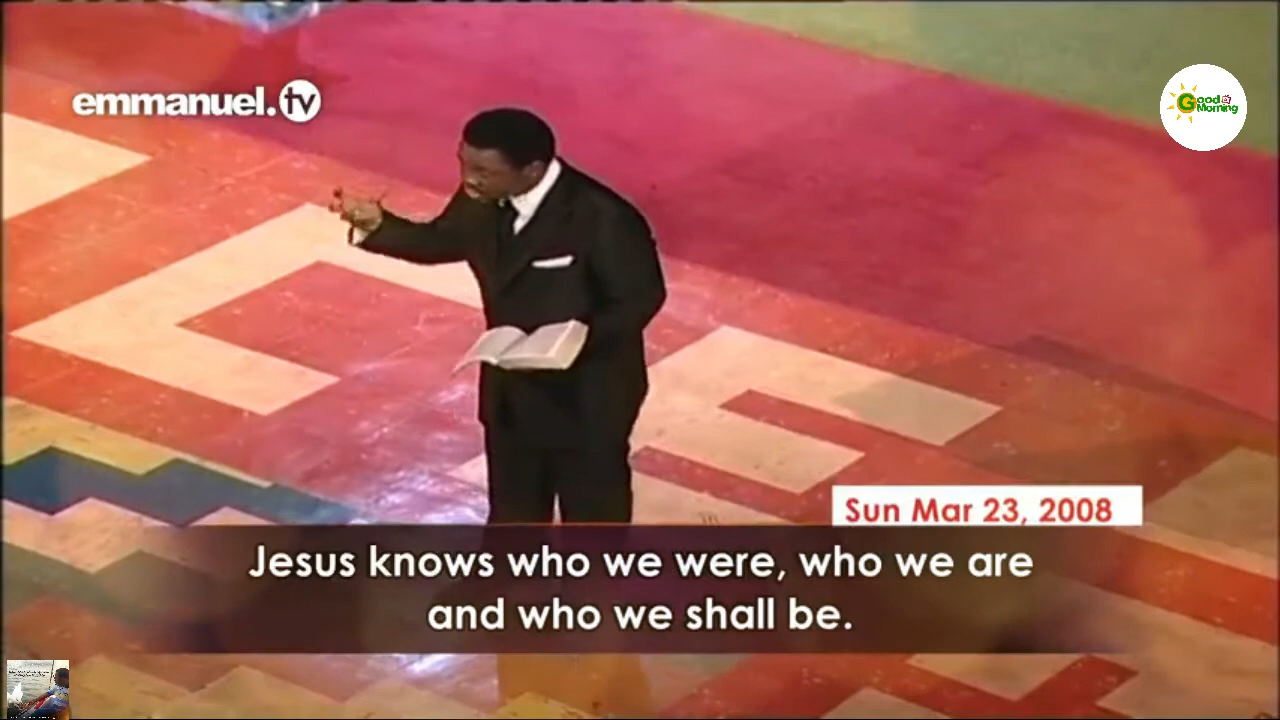 emmanuel.tv
Good
Morning
Sun Mar 23, 2008
Jesus knows who we were, who we are
and who we shall be.